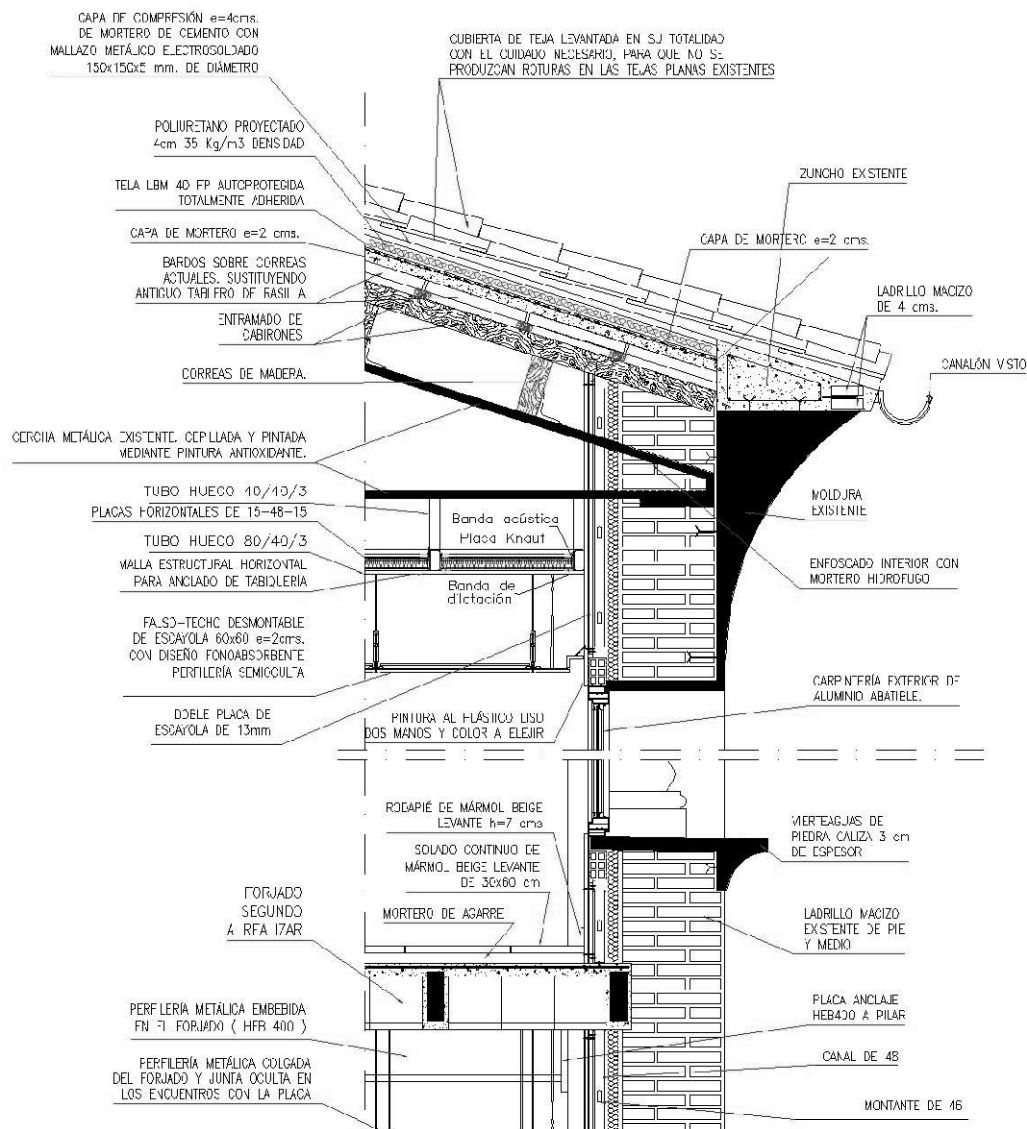 CAPA DE COMPRESIÓN e=4cms.
DE MORTERO DE CEMENTO CON
MALLAZO METÁLICO ELECTROSOLDADO
150x150x5 mm. DE DIÁMETRO
CUBIERTA DE TEJA LEVANTADA EN SU TOTALIDAD
CON EL CUIDADO NECESARIO, PARA QUE NO SE
PRODUZCAN ROTURAS EN LAS TEJAS PLANAS EXISTENTES
POLIURETANO PROYECTADO
4cm 35 Kg/m3 DENSIDAD
ZUNCHO EXISTENTE
TELA LBM 40 FP AUTOPROTEGIDA
TOTALMENTE ADHERIDA
CAPA DE MORTERO e=2 cms.
CAPA DE MORTERO e=2 cms.
BARDOS SOBRE CORREAS
ACTUALES, SUSTITUYENDO
ANTIGUO TABLERO DE RASILLA
LADRILLO MACIZO
DE 4 cms.
ENTRAMADO DE
CABIRONES
CANALÓN VISTO
CORREAS DE MADERA.
CERCHA METÁLICA EXISTENTE. CEPILLADA Y PINTADA
MEDIANTE PINTURA ANTIOXIDANTE.
TUBO HUECO 40/40/3
PLACAS HORIZONTALES DE 15-48-15
Banda acústica
Placa Knauf
MOLDURA
EXISTENTE
TUBO HUECO 80/40/3
MALLA ESTRUCTURAL HORIZONTAL
PARA ANCLADO DE TABIQUERÍA
Banda de
dilatación
ENFOSCADO INTERIOR CON
MORTERO HIDROFUGO
FALSO-TECHO DESMONTABLE
DE ESCAYOLA 60x60 e=2cms.
CON DISEÑO FONOABSORBENTE
PERFILERÍA SEMIOCULTA
CARPINTERÍA EXTERIOR DE
ALUMINIO ABATIBLE.
DOBLE PLACA DE
ESCAYOLA DE 13mm
PINTURA AL PLÁSTICO LISO
DOS MANOS Y COLOR A ELEJIR
RODAPIÉ DE MÁRMOL BEIGE
LEVANTE h=7 cms
VIERTEAGUAS DE
PIEDRA CALIZA 3 cm
DE ESPESOR
SOLADO CONTINUO DE
MÁRMOL BEIGE LEVANTE
DE 30x60 cm
FORJADO
SEGUNDO
A REALIZAR
MORTERO DE AGARRE
LADRILLO MACIZO
EXISTENTE DE PIE
Y MEDIO
PERFILERÍA METÁLICA EMBEBIDA
EN EL FORJADO ( HEB 400 )
PLACA ANCLAJE
HEB400 A PILAR
PERFILERÍA METÁLICA COLGADA
DEL FORJADO Y JUNTA OCULTA EN
LOS ENCUENTROS CON LA PLACA
CANAL DE 48
MONTANTE DE 46